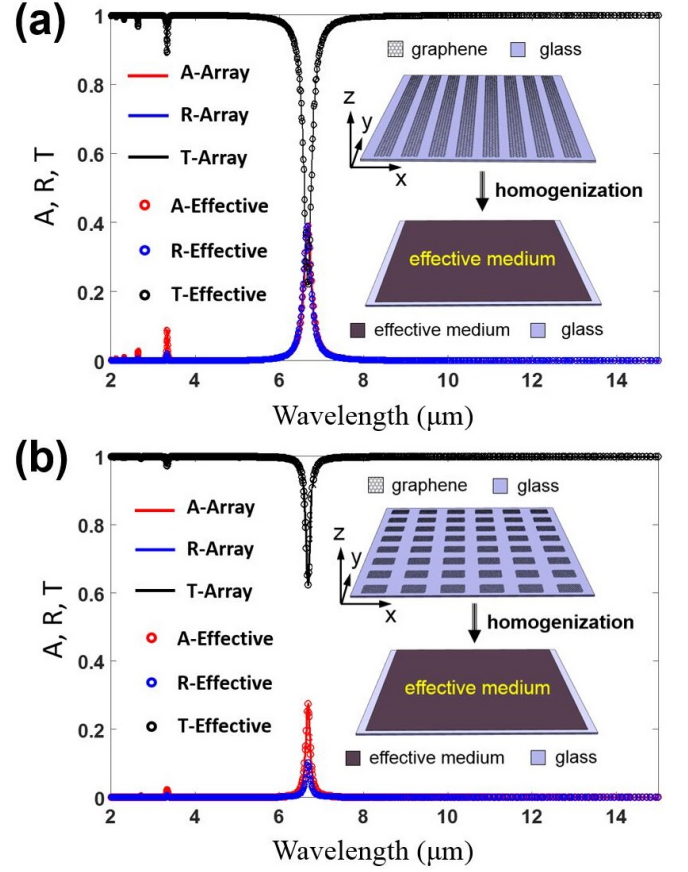 (a)
1
0.8
0.6
0.4
0.2
0
A, R, T
A-Array
R-Array
T-Array
A-Effective
R-Effective
T-Effective
graphene glass
z
y
x
homogenization
effective medium
effective medium glass
2 4 6 8 10 12 14
Wavelength (μm)
(b)
1
0.8
0.6
0.4
0.2
0
A, R, T
A-Array
R-Array
T-Array
A-Effective
R-Effective
T-Effective
graphene glass
z
y
x
homogenization
effective medium
effective medium glass
2 4 6 8 10 12 14
Wavelength (μm)